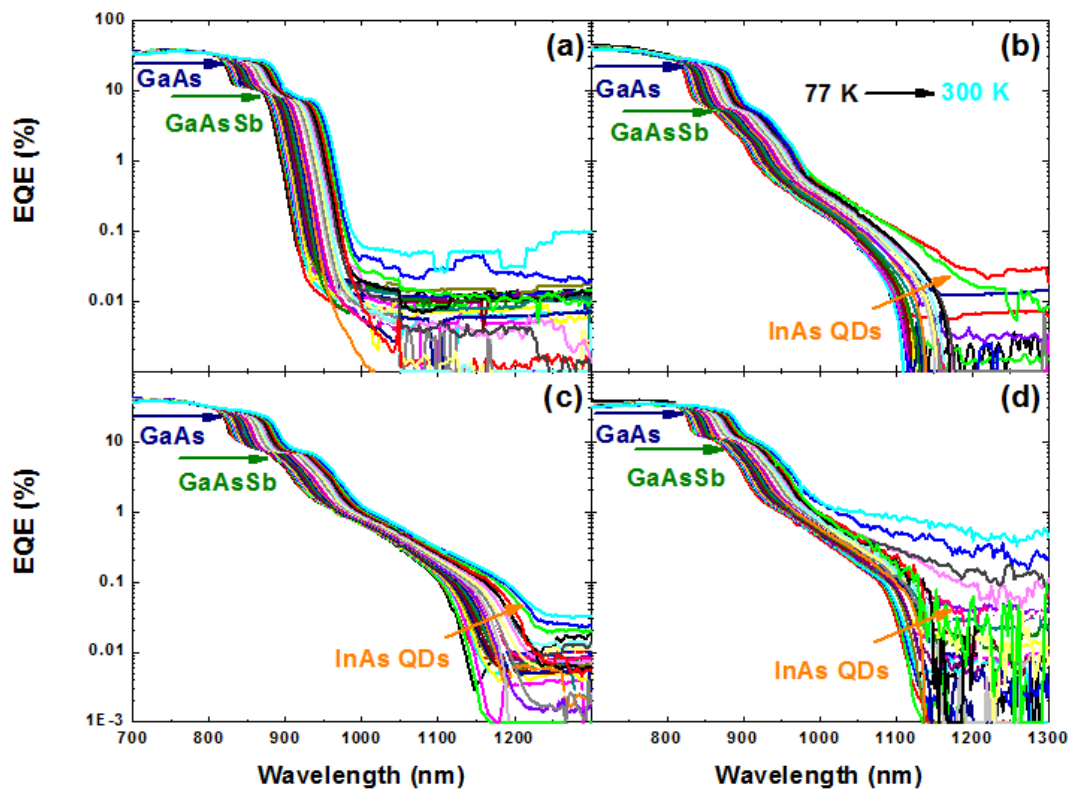 100
10
1
0.1
0.01
EQE (%)
(a)
GaAs
GaAsSb
(b)
GaAs
GaAsSb
77 K
300 K
InAs QDs
10
1
0.1
0.01
1E-3
EQE (%)
(c)
GaAs
GaAsSb
InAs QDs
(d)
GaAs
GaAsSb
InAs QDs
700 800 900 1000 1100 1200
800 900 1000 1100 1200 1300
Wavelength (nm)
Wavelength (nm)